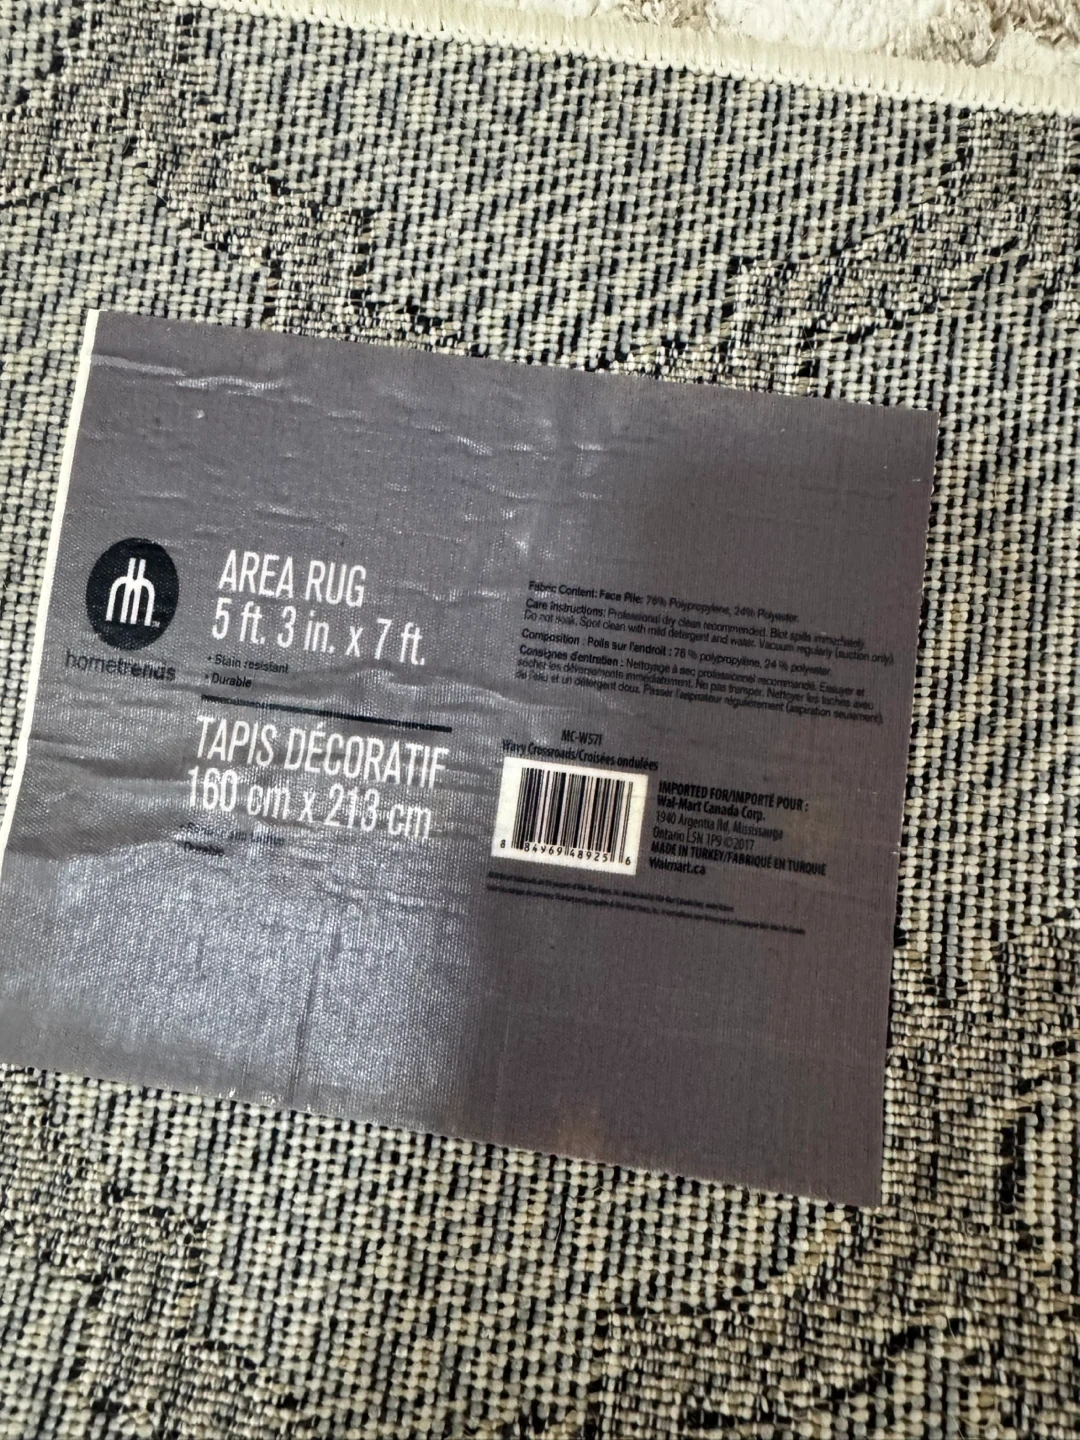 AREA RUG
5 ft. 3 in. x 7 ft.
• Stain resistant
• Durable
hometrends
TAPIS DÉCORATIF
160 cm x 213 cm
Fabric Content: Face Pile: 76% Polypropylene, 24% Polyester.
Care Instructions: Professional dry clean recommended. Blot spills immediately.
Do not soak. Spot clean with mild detergent and water. Vacuum regularly (suction only).
Composition : Poils sur l'endroit : 76 % polypropylene, 24 % polyester.
Consignes d'entretien : Nettoyage à sec professionnel recommandé. Essuyer et
sécher les déversements immédiatement. Ne pas tremper. Nettoyer les taches avec
de l'eau et un détergent doux. Passer l'aspirateur régulièrement (aspiration seulement).
MC-W571
Wavy Crossroads/Croisées ondulées
8 84969 48925 6
IMPORTED FOR/IMPORTÉ POUR :
Wal-Mart Canada Corp.
1940 Argentia Rd, Mississauga
Ontario L5N 1P9 ©2017
MADE IN TURKEY/FABRIQUÉ EN TURQUIE
Walmart.ca